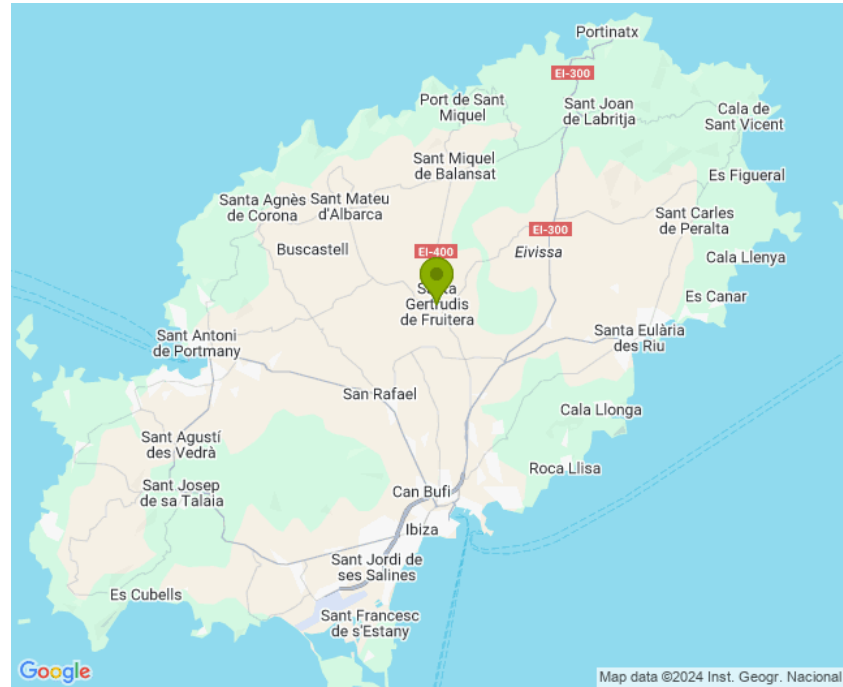 Portinatx
EI-300
Port de Sant
Miquel
Sant Joan
de Labritja
Cala de
Sant Vicent
Sant Miquel
de Balansat
Es Figueral
Santa Agnès
de Corona
Sant Mateu
d'Albarca
Sant Carles
de Peralta
EI-300
Buscastell
EI-400
Eivissa
Cala Llenya
Gertrudis
de Fruitera
Es Canar
Sant Antoni
de Portmany
Santa Eulària
des Riu
San Rafael
Cala Llonga
Sant Agustí
des Vedrà
Roca Llisa
Sant Josep
de sa Talaia
Can Bufí
Ibiza
Sant Jordi de
ses Salines
Es Cubells
Sant Francesc
de s'Estany
Google
Map data ©2024 Inst. Geogr. Nacional